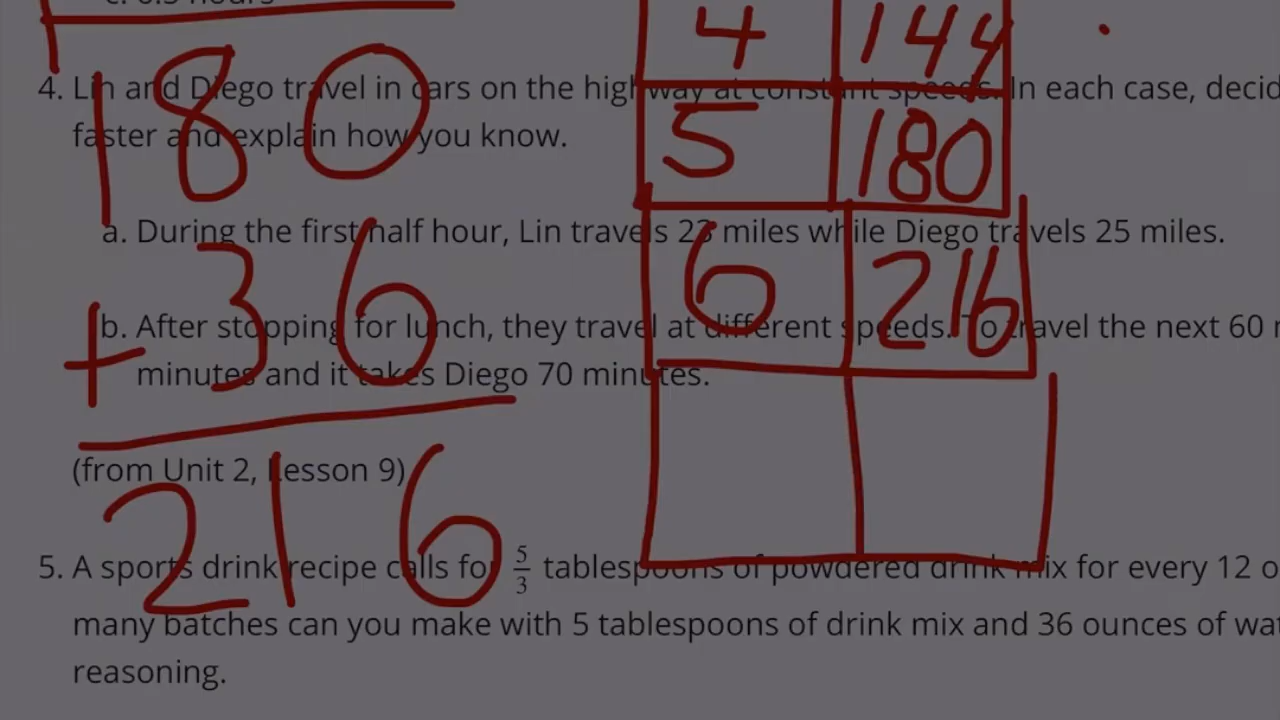 c. 6.5 hours
4. Lin and Diego travel in cars on the highway at constant speeds. In each case, decid
faster and explain how you know.
a. During the first half hour, Lin travels 23 miles while Diego travels 25 miles.
b. After stopping for lunch, they travel at different speeds. To travel the next 60
minutes and it takes Diego 70 minutes.
(from Unit 2, Lesson 9)
5. A sports drink recipe calls for 5/3 tablespoons of powdered drink mix for every 12 o
many batches can you make with 5 tablespoons of drink mix and 36 ounces of wat
reasoning.
180
+36
216
4 144
5 180
6 216